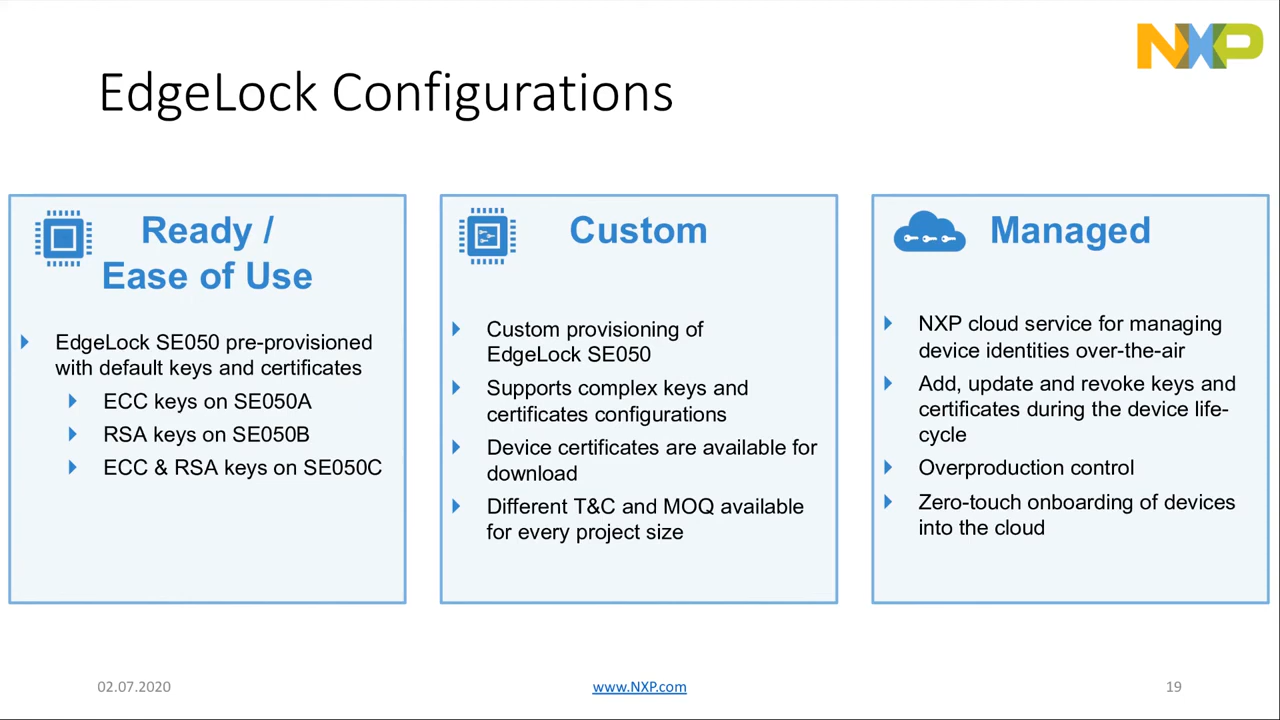 NXP
EdgeLock Configurations
Ready /
Ease of Use
EdgeLock SE050 pre-provisioned
with default keys and certificates
ECC keys on SE050A
RSA keys on SE050B
ECC & RSA keys on SE050C
Custom
Custom provisioning of
EdgeLock SE050
Supports complex keys and
certificates configurations
Device certificates are available for
download
Different T&C and MOQ available
for every project size
Managed
NXP cloud service for managing
device identities over-the-air
Add, update and revoke keys and
certificates during the device life-
cycle
Overproduction control
Zero-touch onboarding of devices
into the cloud
02.07.2020
www.NXP.com
19